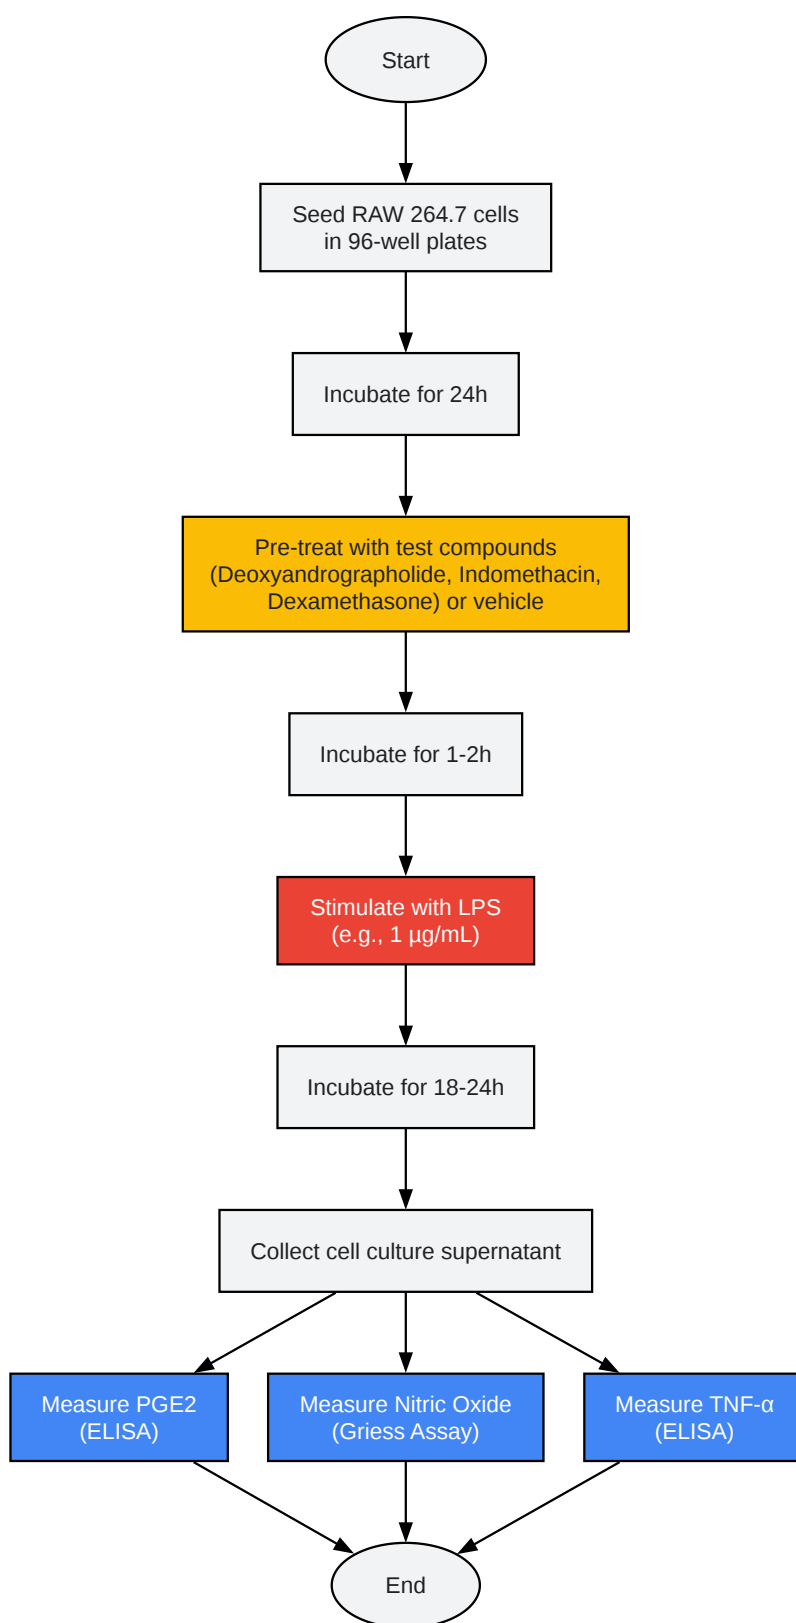 Start
Seed RAW 264.7 cells
in 96-well plates
Incubate for 24h
Pre-treat with test compounds
(Deoxyandrographolide, Indomethacin,
Dexamethasone) or vehicle
Incubate for 1-2h
Stimulate with LPS
(e.g., 1 µg/mL)
Incubate for 18-24h
Collect cell culture supernatant
Measure PGE2
(ELISA)
Measure Nitric Oxide
(Griess Assay)
Measure TNF-α
(ELISA)
End